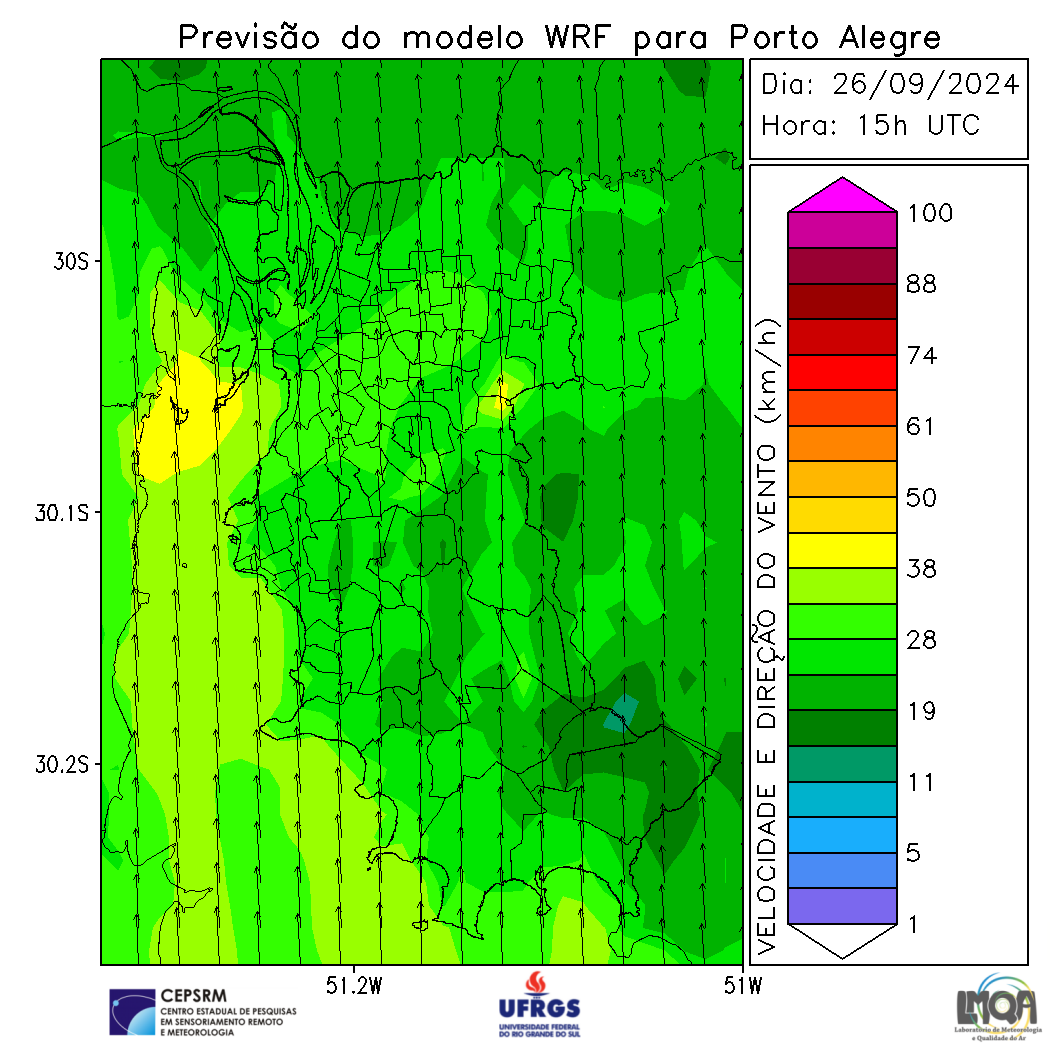 Previsão do modelo WRF para Porto Alegre
Dia: 26/09/2024
Hora: 15h UTC
30S
30.1S
30.2S
51.2W
51W
VELOCIDADE E DIREÇÃO DO VENTO (km/h)
100
88
74
61
50
38
28
19
11
5
1
CEPSRM
CENTRO ESTADUAL DE PESQUISAS
EM SENSORIAMENTO REMOTO
E METEOROLOGIA
UFRGS
UNIVERSIDADE FEDERAL
DO RIO GRANDE DO SUL
LMQA
Laboratório de Meteorologia
e Qualidade do Ar